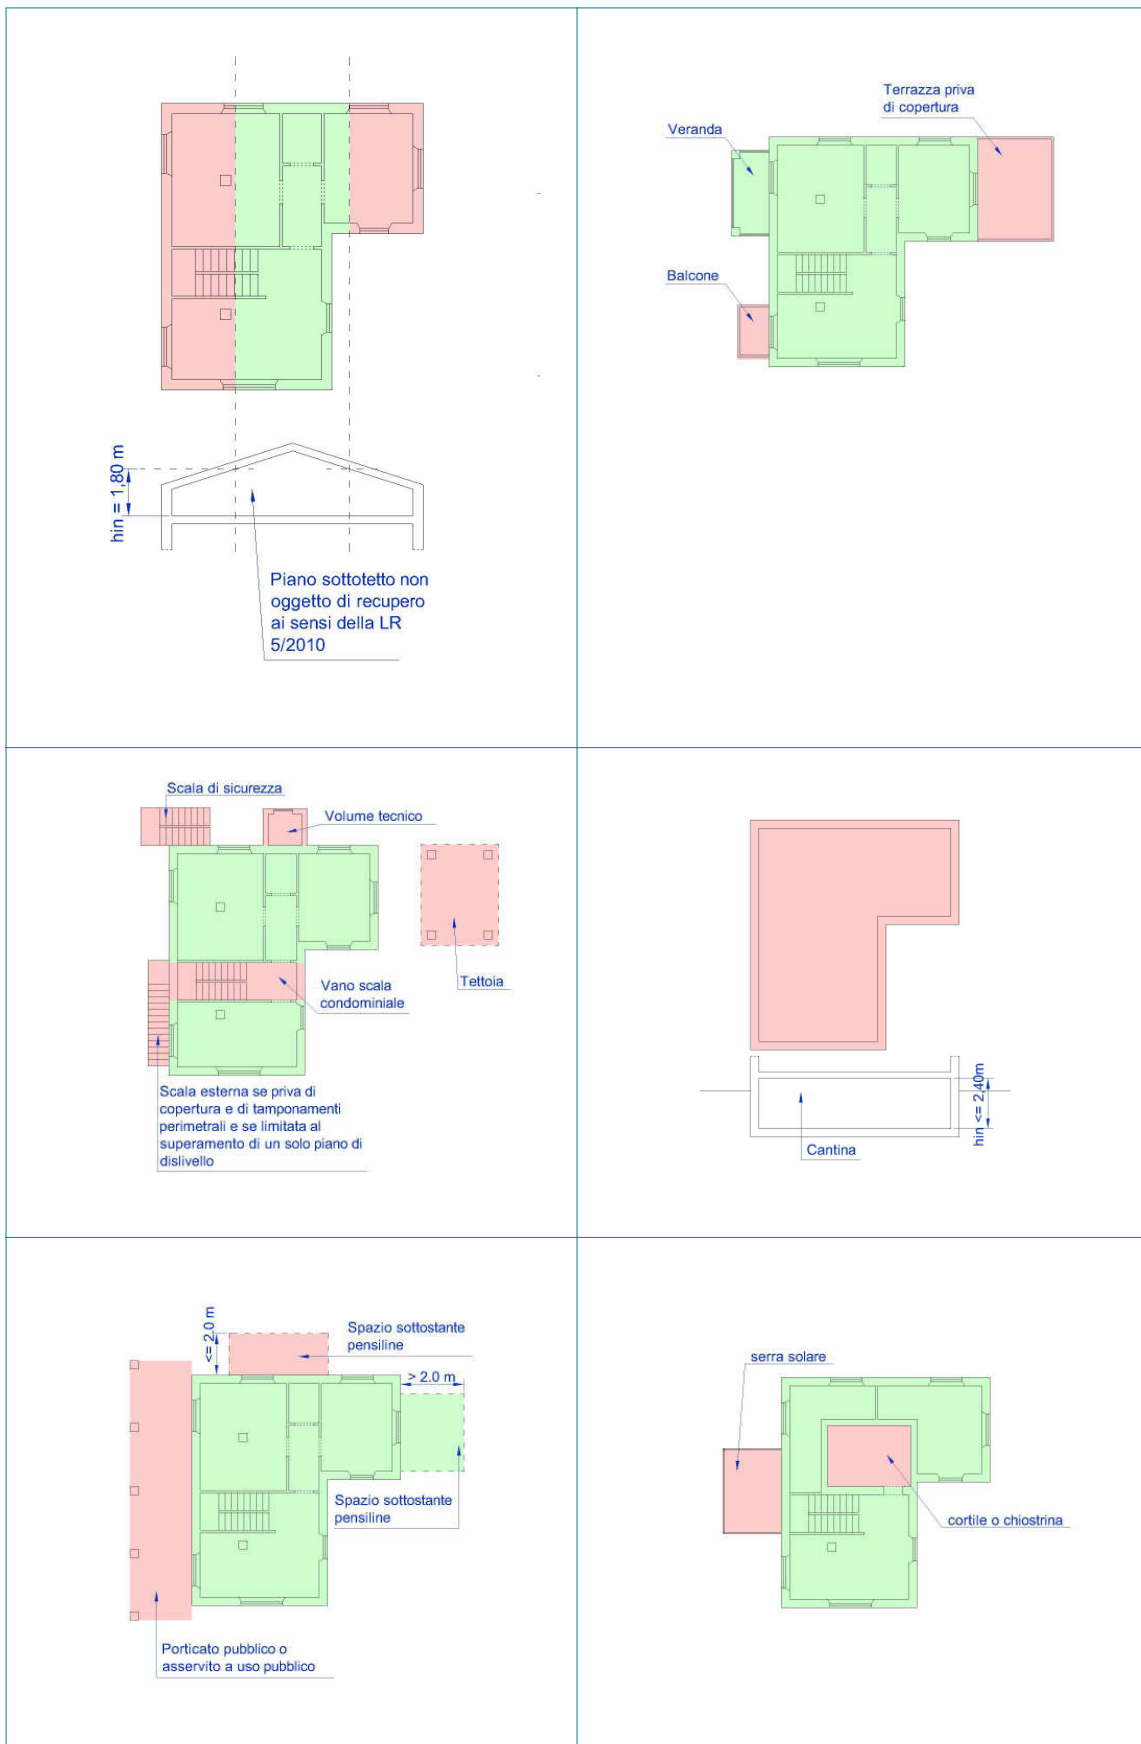 hin = 1,80 m
Piano sottotetto non
oggetto di recupero
ai sensi della LR
5/2010
Terrazza priva
di copertura
Veranda
Balcone
Scala di sicurezza
Volume tecnico
Tettoia
Vano scala
condominiale
Scala esterna se priva di
copertura e di tamponamenti
perimetrali e se limitata al
superamento di un solo piano di
dislivello
hin <= 2,40m
Cantina
<= 2,0 m
Spazio sottostante
pensiline
> 2.0 m
Spazio sottostante
pensiline
Porticato pubblico o
asservito a uso pubblico
serra solare
cortile o chiostrina